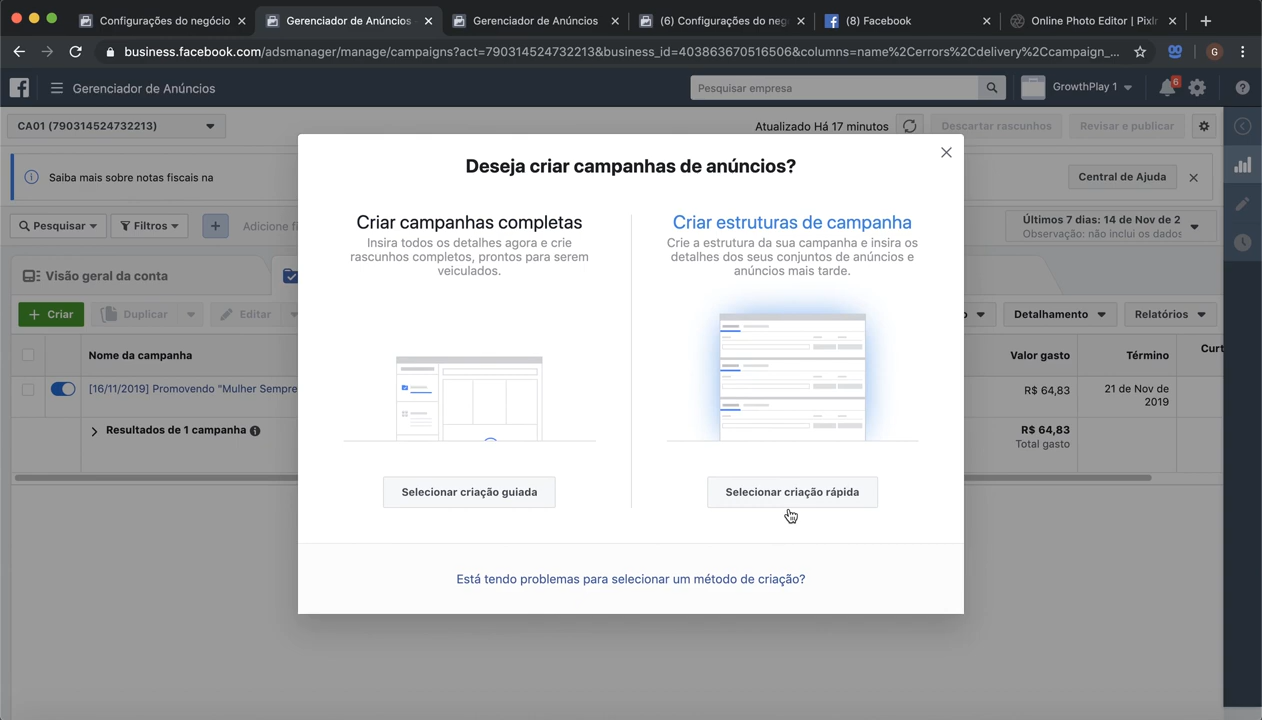 Configurações do negócio
Gerenciador de Anúncios
Gerenciador de Anúncios
(6) Configurações do neg
(8) Facebook
Online Photo Editor | Pixlr
business.facebook.com/adsmanager/manage/campaigns?act=790314524732213&business_id=403863670516506&columns=name%2Cerrors%2Cdelivery%2Ccampaign_...
G
Gerenciador de Anúncios
Pesquisar empresa
GrowthPlay 1
6
CA01 (790314524732213)
Atualizado Há 17 minutos
Descartar rascunhos
Revisar e publicar
Saiba mais sobre notas fiscais na
Central de Ajuda
Pesquisar
Filtros
Adicione fi
Últimos 7 dias: 14 de Nov de 2
Observação: não inclui os dados
Visão geral da conta
Criar
Duplicar
Editar
Detalhamento
Relatórios
Nome da campanha
Valor gasto
Término
Curt
[16/11/2019] Promovendo "Mulher Sempre
R$ 64,83
21 de Nov de
2019
Resultados de 1 campanha
R$ 64,83
Total gasto
Deseja criar campanhas de anúncios?
Criar campanhas completas
Insira todos os detalhes agora e crie
rascunhos completos, prontos para serem
veiculados.
Selecionar criação guiada
Criar estruturas de campanha
Crie a estrutura da sua campanha e insira os
detalhes dos seus conjuntos de anúncios e
anúncios mais tarde.
Selecionar criação rápida
Está tendo problemas para selecionar um método de criação?